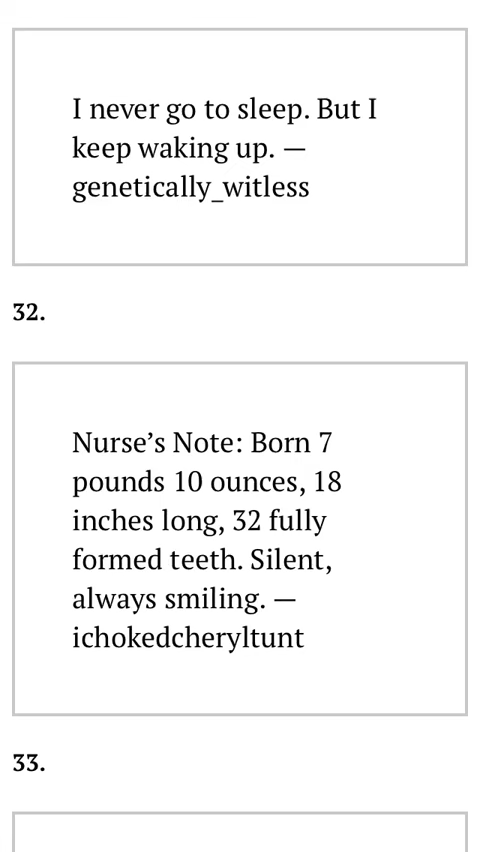 I never go to sleep. But I
keep waking up. —
genetically_witless
32.
Nurse’s Note: Born 7
pounds 10 ounces, 18
inches long, 32 fully
formed teeth. Silent,
always smiling. —
ichokedcheryltunt
33.